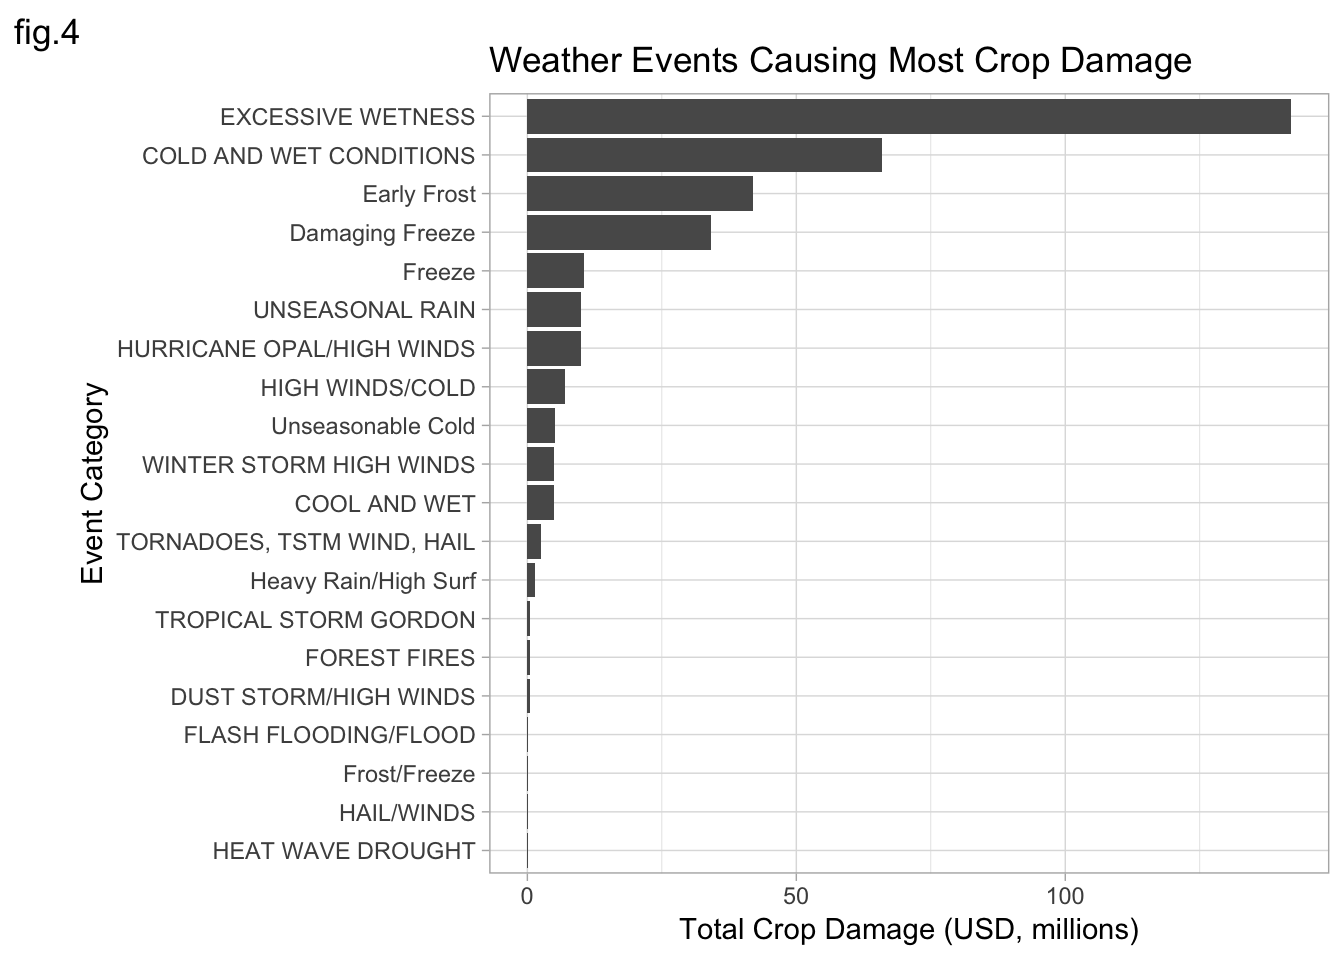 fig.4
Weather Events Causing Most Crop Damage
EXCESSIVE WETNESS
COLD AND WET CONDITIONS
Early Frost
Damaging Freeze
Freeze
UNSEASONAL RAIN
HURRICANE OPAL/HIGH WINDS
HIGH WINDS/COLD
Unseasonable Cold
WINTER STORM HIGH WINDS
COOL AND WET
TORNADOES, TSTM WIND, HAIL
Heavy Rain/High Surf
TROPICAL STORM GORDON
FOREST FIRES
DUST STORM/HIGH WINDS
FLASH FLOODING/FLOOD
Frost/Freeze
HAIL/WINDS
HEAT WAVE DROUGHT
Event Category
0 50 100
Total Crop Damage (USD, millions)